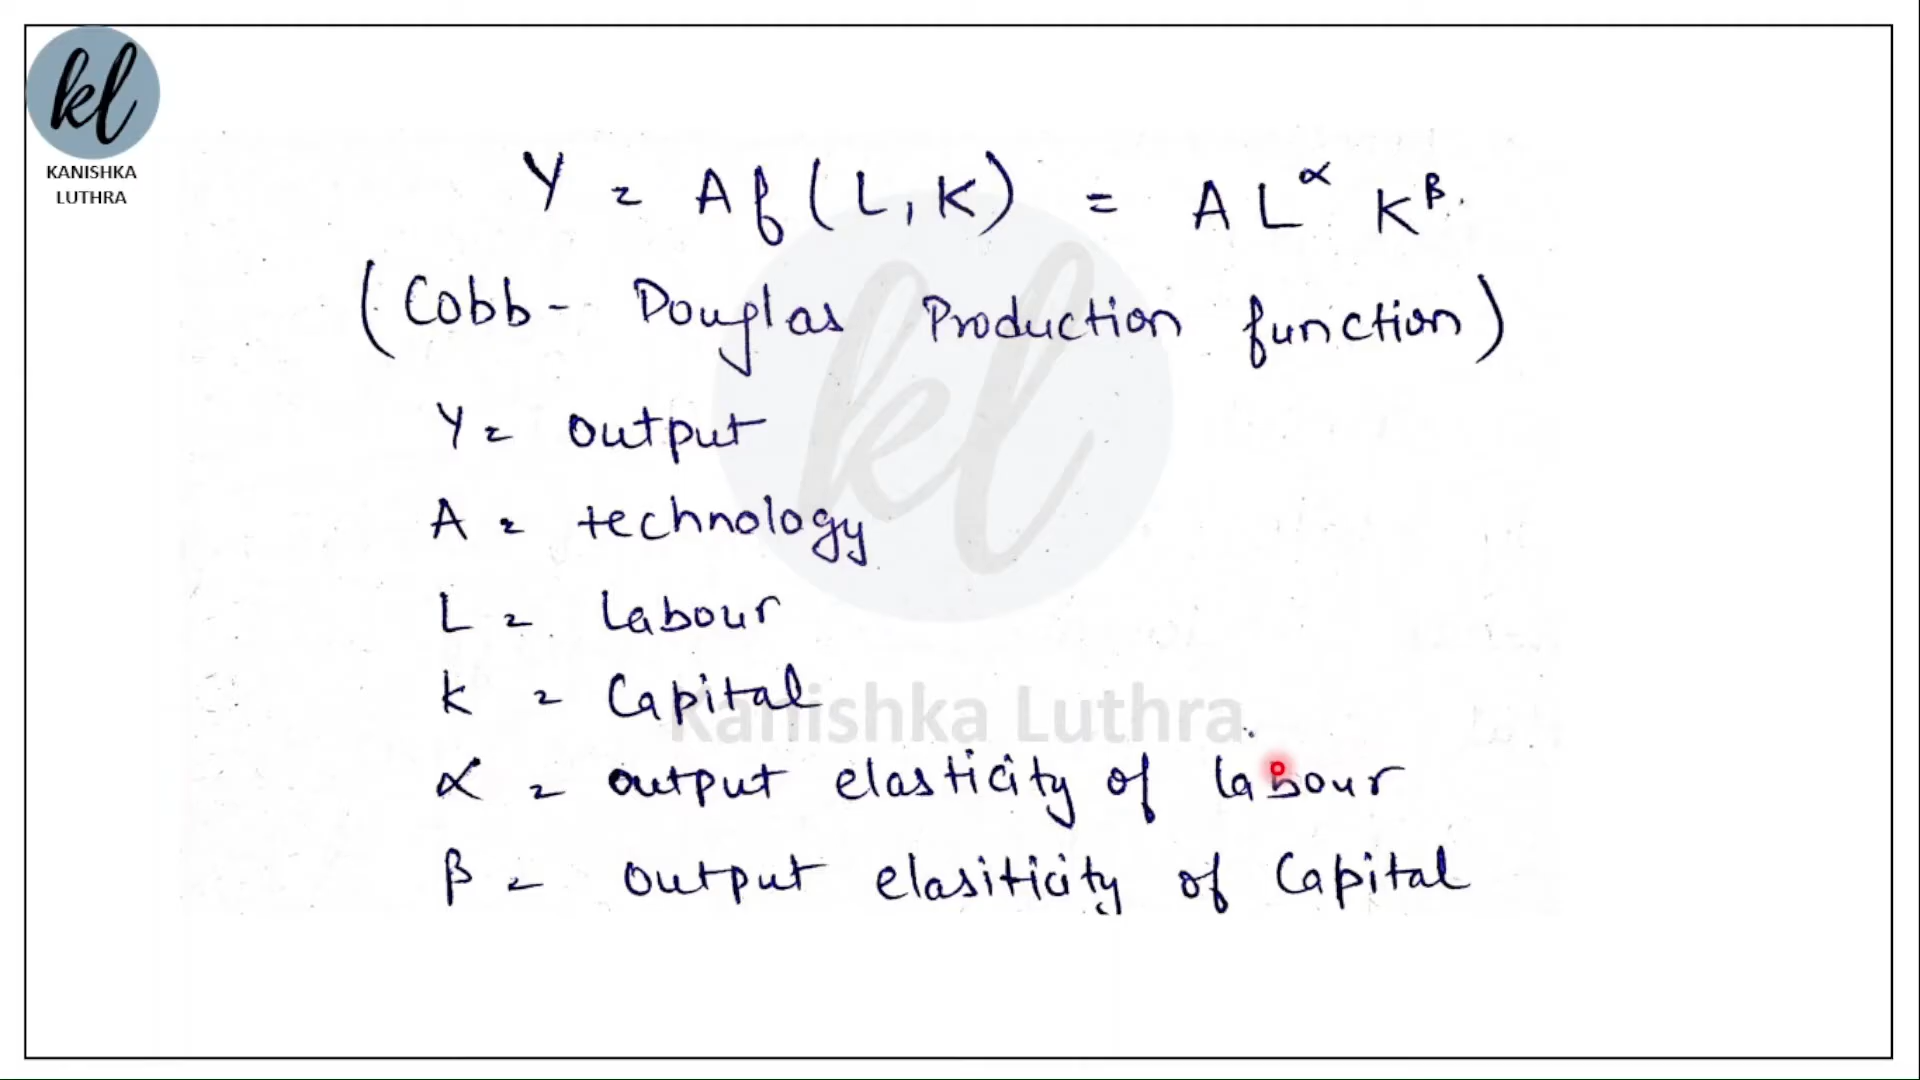 kl
KANISHKA
LUTHRA
Y = Af(L, K) = A L^α K^β.
(Cobb - Douglas Production function)
Y = output
A = technology
L = Labour
K = Capital
Kanishka Luthra
α = output elasticity of labour
β = output elasiticity of Capital